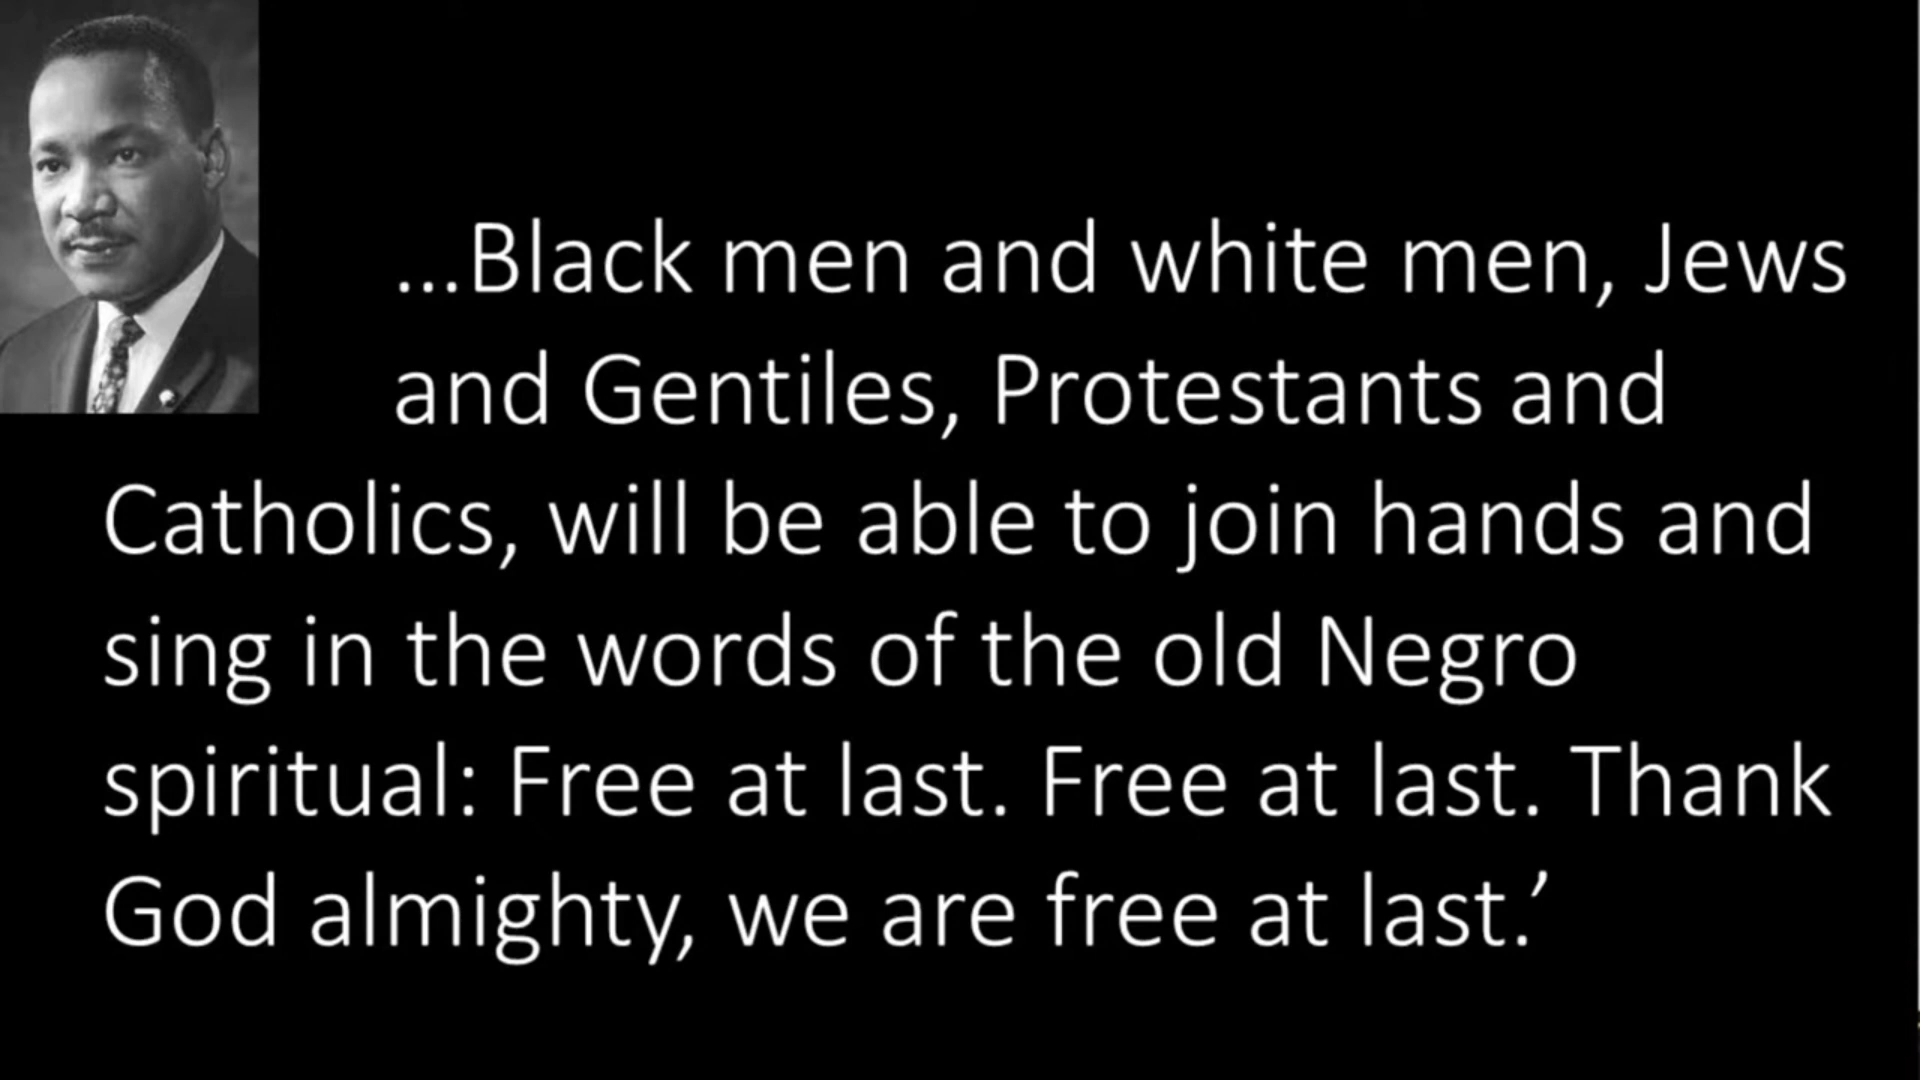 ...Black men and white men, Jews
and Gentiles, Protestants and
Catholics, will be able to join hands and
sing in the words of the old Negro
spiritual: Free at last. Free at last. Thank
God almighty, we are free at last.’